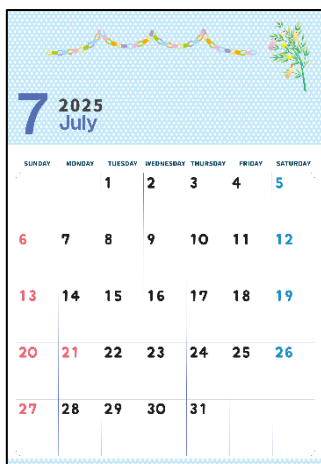 7 2025
July
SUNDAY MONDAY TUESDAY WEDNESDAY THURSDAY FRIDAY SATURDAY
1 2 3 4 5
6 7 8 9 10 11 12
13 14 15 16 17 18 19
20 21 22 23 24 25 26
27 28 29 30 31